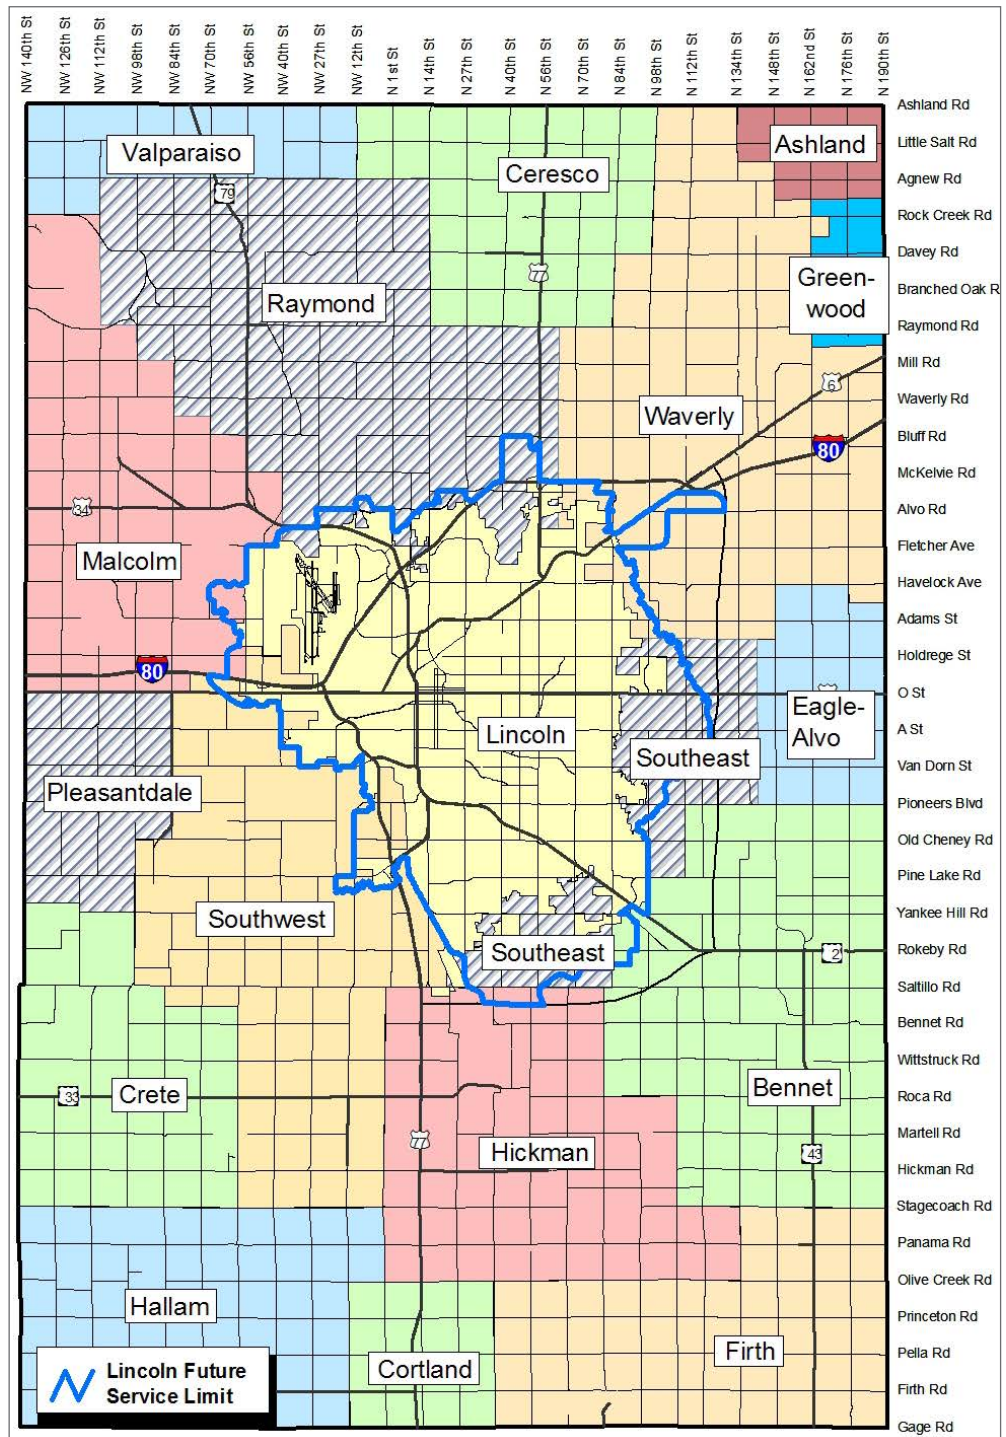 NW 140th St
NW 126th St
NW 112th St
NW 98th St
NW 84th St
NW 70th St
NW 56th St
NW 40th St
NW 27th St
NW 12th St
N 1st St
N 14th St
N 27th St
N 40th St
N 56th St
N 70th St
N 84th St
N 98th St
N 112th St
N 134th St
N 148th St
N 162nd St
N 176th St
N 190th St
Ashland Rd
Little Salt Rd
Agnew Rd
Rock Creek Rd
Davey Rd
Branched Oak R
Raymond Rd
Mill Rd
Waverly Rd
Bluff Rd
McKelvie Rd
Alvo Rd
Fletcher Ave
Havelock Ave
Adams St
Holdrege St
O St
A St
Van Dorn St
Pioneers Blvd
Old Cheney Rd
Pine Lake Rd
Yankee Hill Rd
Rokeby Rd
Saltillo Rd
Bennet Rd
Wittstruck Rd
Roca Rd
Martell Rd
Hickman Rd
Stagecoach Rd
Panama Rd
Olive Creek Rd
Princeton Rd
Pella Rd
Firth Rd
Gage Rd
Valparaiso
Ashland
Ceresco
79
77
Green-
wood
Raymond
6
Waverly
80
34
Malcolm
80
Eagle-
Alvo
Lincoln
Southeast
Pleasantdale
Southwest
Southeast
2
Crete
33
Bennet
77
Hickman
43
Hallam
Firth
Cortland
Lincoln Future
Service Limit